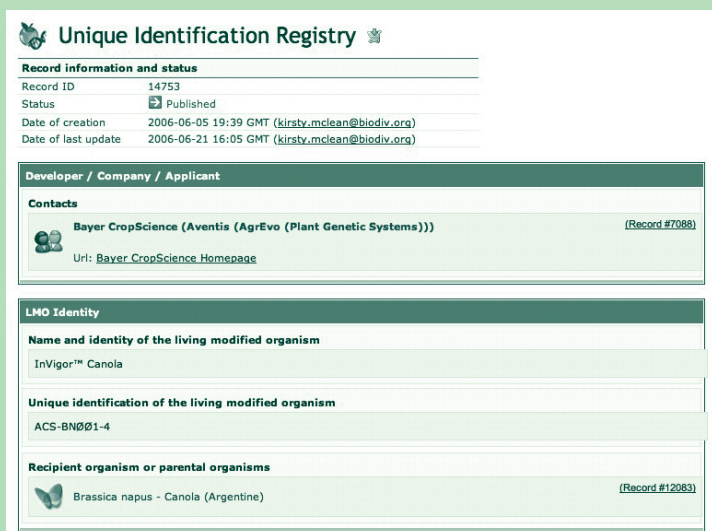 Unique Identification Registry
Record information and status
Record ID 14753
Status Published
Date of creation 2006-06-05 19:39 GMT (kirsty.mclean@biodiv.org)
Date of last update 2006-06-21 16:05 GMT (kirsty.mclean@biodiv.org)
Developer / Company / Applicant
Contacts
Bayer CropScience (Aventis (AgrEvo (Plant Genetic Systems))) (Record #7088)
Url: Bayer CropScience Homepage
LMO Identity
Name and identity of the living modified organism
InVigor™ Canola
Unique identification of the living modified organism
ACS-BNØØ1-4
Recipient organism or parental organisms
Brassica napus - Canola (Argentine) (Record #12083)